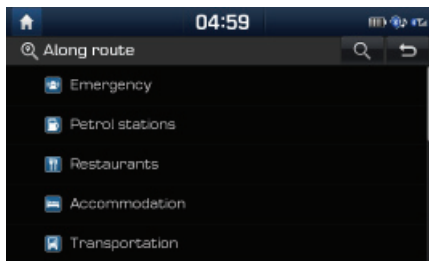 04:59
Along route
Emergency
Petrol stations
Restaurants
Accommodation
Transportation